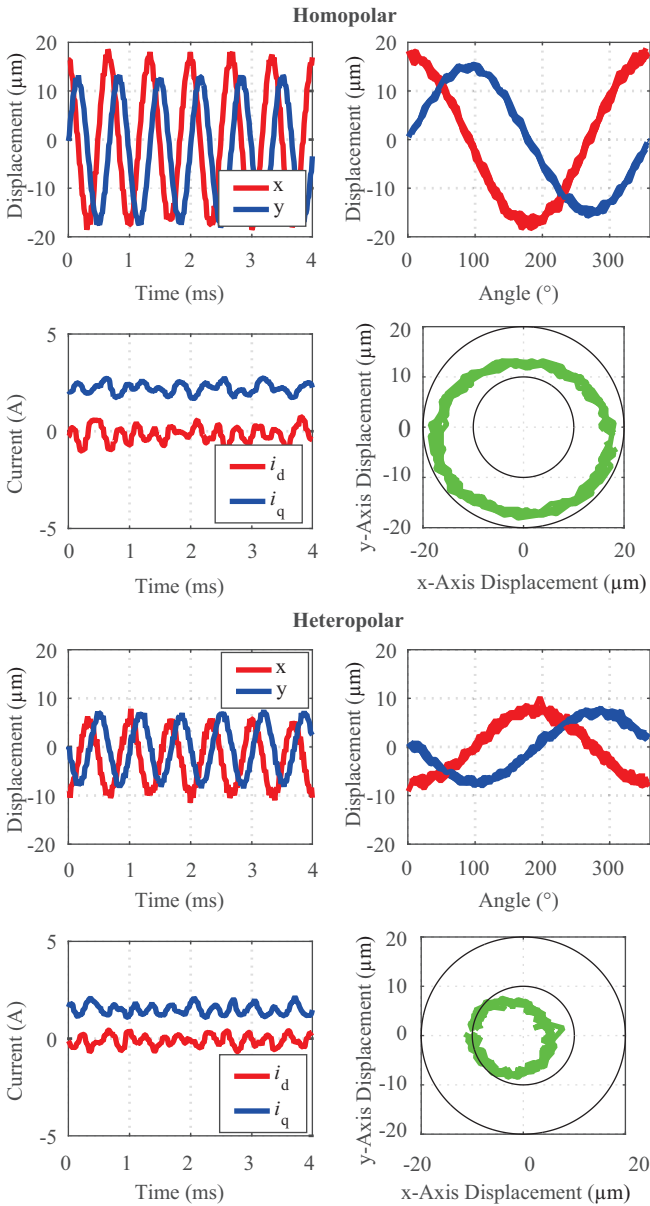 Homopolar
Displacement (µm)
20
10
0
-10
-20
x
y
0 1 2 3 4
Time (ms)
Displacement (µm)
20
10
0
-10
-20
0 100 200 300
Angle (°)
Current (A)
5
0
-5
i_d
i_q
0 1 2 3 4
Time (ms)
y-Axis Displacement (µm)
20
10
0
-10
-20
-20 0 20
x-Axis Displacement (µm)
Heteropolar
Displacement (µm)
20
10
0
-10
-20
x
y
0 1 2 3 4
Time (ms)
Displacement (µm)
20
10
0
-10
-20
0 100 200 300
Angle (°)
Current (A)
5
0
-5
i_d
i_q
0 1 2 3 4
Time (ms)
y-Axis Displacement (µm)
20
10
0
-10
-20
-20 0 20
x-Axis Displacement (µm)